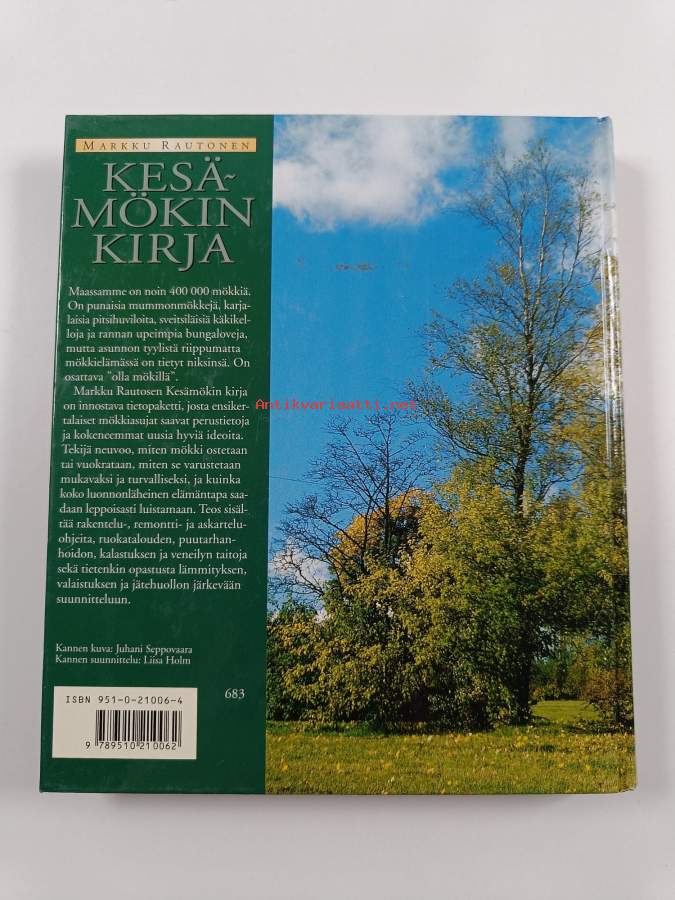 MARKKU RAUTONEN
KESÄ-
MÖKIN
KIRJA
Maassamme on noin 400 000 mökkiä.
On punaisia mummonmökkejä, karja-
laisia pitsihuviloita, sveitsiläisiä käkikel-
loja ja rannan upeimpia bungaloveja,
mutta asunnon tyylistä riippumatta
mökkielämässä on tietyt niksinsä. On
osattava "olla mökillä".
Markku Rautosen Kesämökin kirja
on innostava tietopaketti, josta ensiker-
talaiset mökkiasujat saavat perustietoja
ja kokeneemmat uusia hyviä ideoita.
Tekijä neuvoo, miten mökki ostetaan
tai vuokrataan, miten se varustetaan
mukavaksi ja turvalliseksi, ja kuinka
koko luonnonläheinen elämäntapa saa-
daan leppoisasti luistamaan. Teos sisäl-
tää rakentelu-, remontti- ja askartelu-
ohjeita, ruokatalouden, puutarhan-
hoidon, kalastuksen ja veneilyn taitoja
sekä tietenkin opastusta lämmityksen,
valaistuksen ja jätehuollon järkevään
suunnitteluun.
Kannen kuva: Juhani Seppovaara
Kannen suunnittelu: Liisa Holm
683
ISBN 951-0-21006-4
9 789510 210062
Antikvariaatti.net